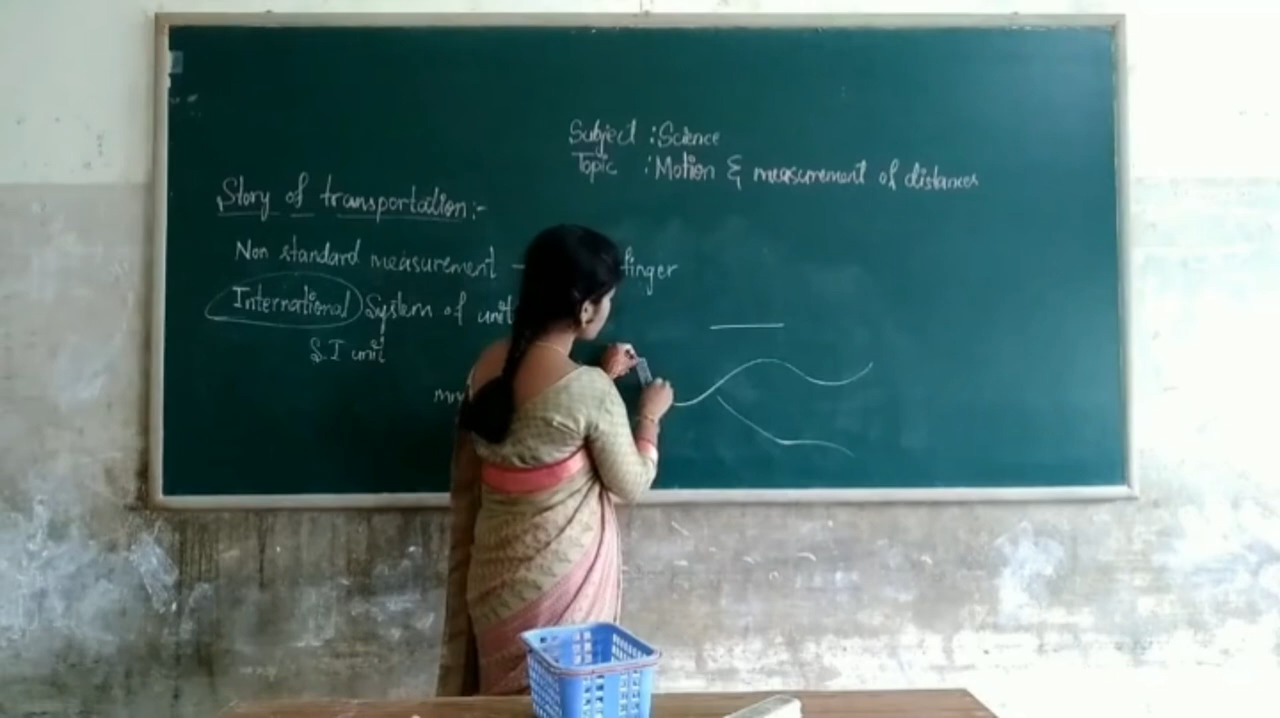 Subject : Science
Topic : Motion & measurement of distances
Story of transportation:-
Non standard measurement – finger
International System of unit
S.I unit